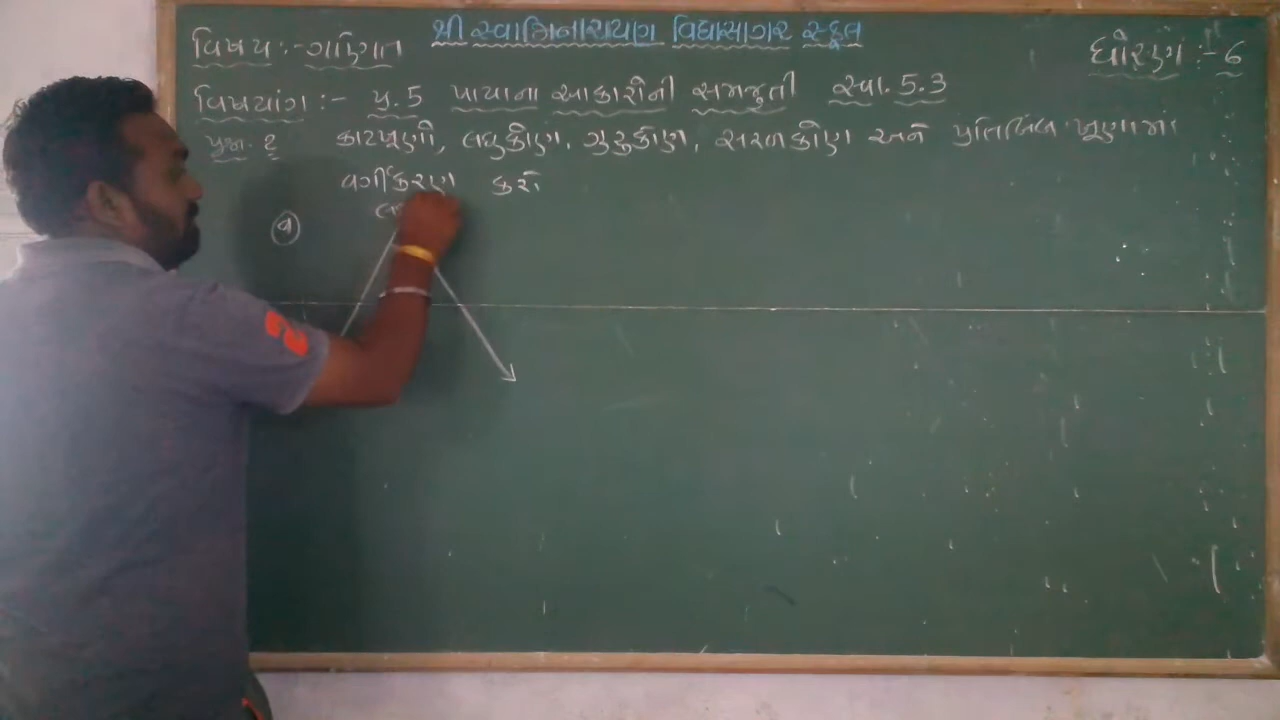 શ્રી સ્વામિનારાયણ વિદ્યાસાગર સ્કૂલ
વિષય :- ગણિત
ધોરણ :- 6
વિષયાંગ :- પ્ર. 5 પાયાના આકારોની સમજુતી સ્વા. 5.3
પ્રશ્ન. ૨ કાટખૂણો, લઘુકોણ, ગુરુકોણ, સરળકોણ અને પ્રતિબિંબ ખૂણામાં
વર્ગીકરણ કરો